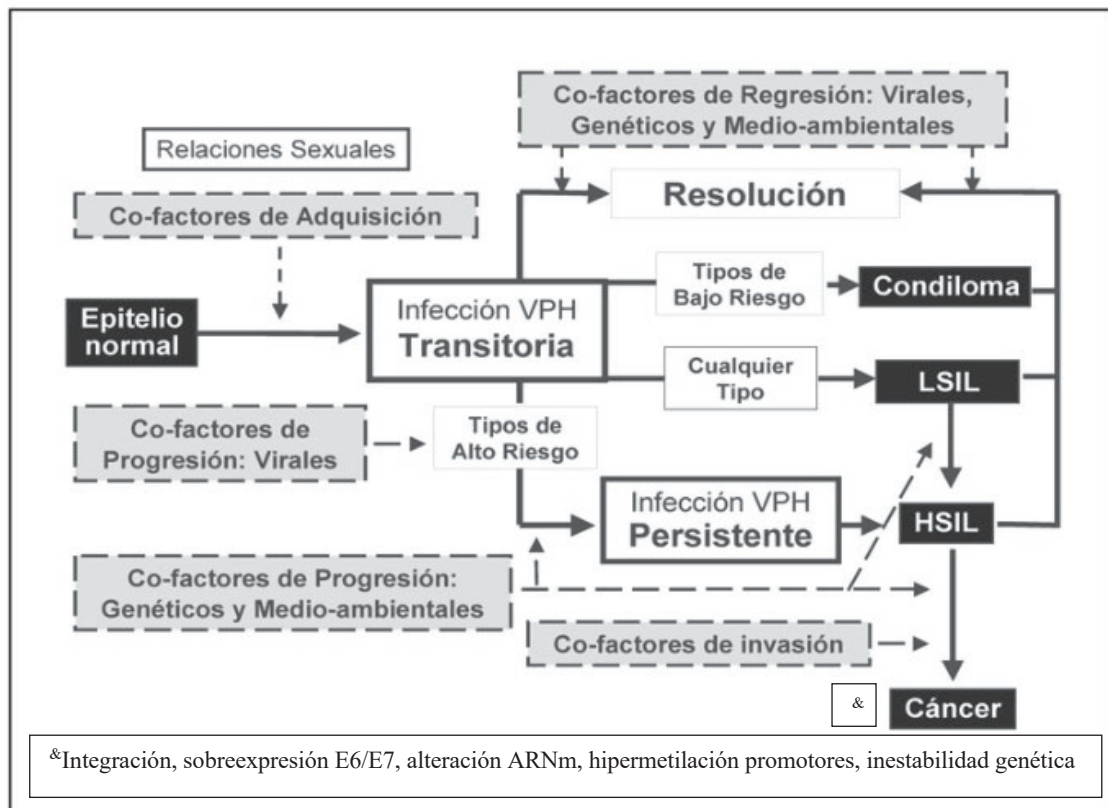 Co-factores de Regresión: Virales,
Genéticos y Medio-ambientales
Relaciones Sexuales
Resolución
Co-factores de Adquisición
Tipos de
Bajo Riesgo
Condiloma
Epitelio
normal
Infección VPH
Transitoria
Cualquier
Tipo
LSIL
Co-factores de
Progresión: Virales
Tipos de
Alto Riesgo
Infección VPH
Persistente
HSIL
Co-factores de Progresión:
Genéticos y Medio-ambientales
Co-factores de invasión
&
Cáncer
&Integración, sobreexpresión E6/E7, alteración ARNm, hipermetilación promotores, inestabilidad genética